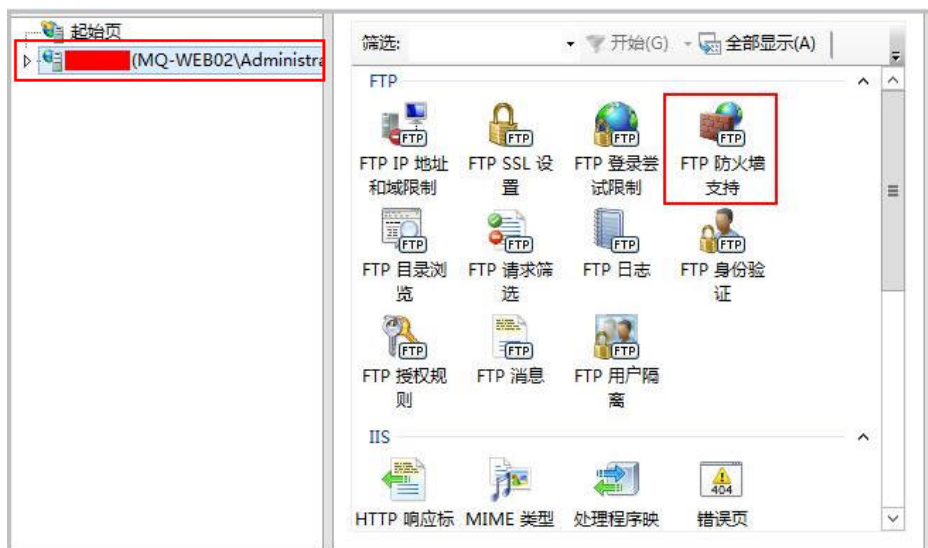 起始页
(MQ-WEB02\Administra
筛选:
开始(G)
全部显示(A)
FTP
FTP FTP FTP FTP
FTP IP 地址 FTP SSL 设 FTP 登录尝 FTP 防火墙
和域限制 置 试限制 支持
FTP FTP FTP FTP
FTP 目录浏 FTP 请求筛 FTP 日志 FTP 身份验
览 选 证
FTP FTP FTP
FTP 授权规 FTP 消息 FTP 用户隔
则 离
IIS
404
HTTP 响应标 MIME 类型 处理程序映 错误页